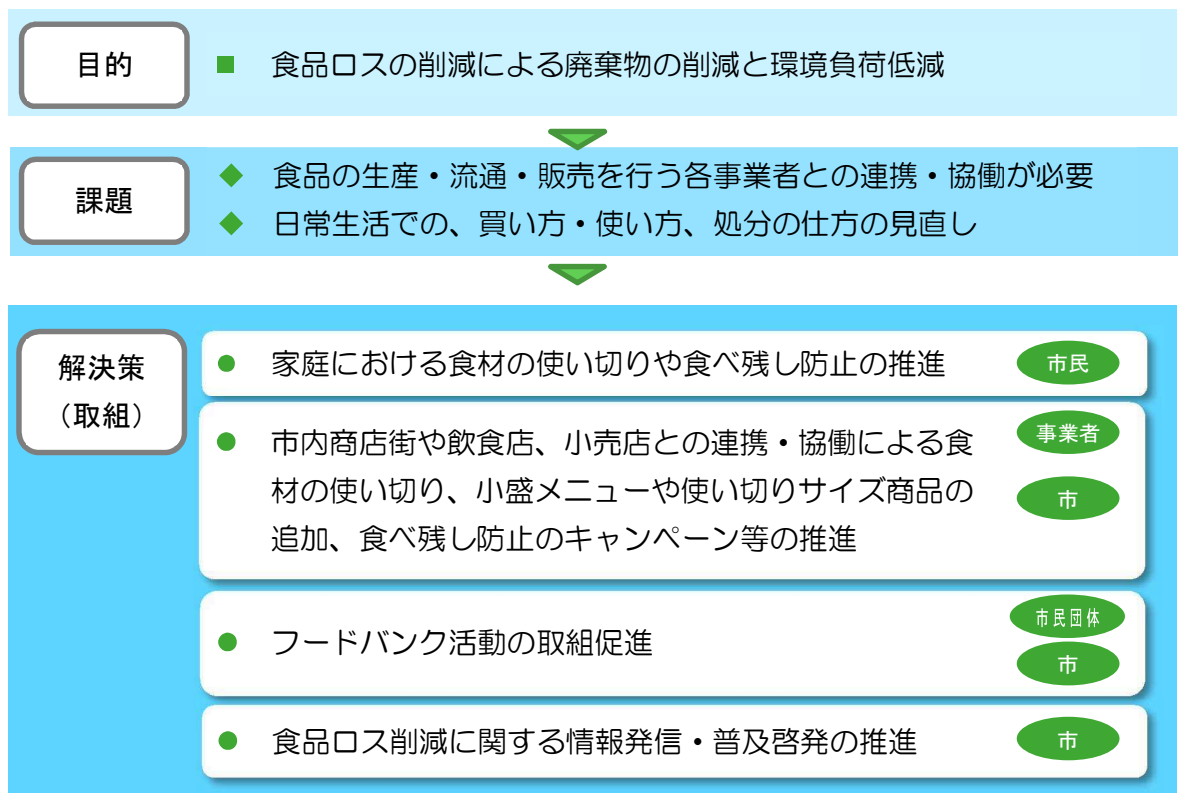 目的
■ 食品ロスの削減による廃棄物の削減と環境負荷低減
課題
◆ 食品の生産・流通・販売を行う各事業者との連携・協働が必要
◆ 日常生活での、買い方・使い方、処分の仕方の見直し
解決策
（取組）
● 家庭における食材の使い切りや食べ残し防止の推進
市民
● 市内商店街や飲食店、小売店との連携・協働による食
材の使い切り、小盛メニューや使い切りサイズ商品の
追加、食べ残し防止のキャンペーン等の推進
事業者
市
● フードバンク活動の取組促進
市民団体
市
● 食品ロス削減に関する情報発信・普及啓発の推進
市